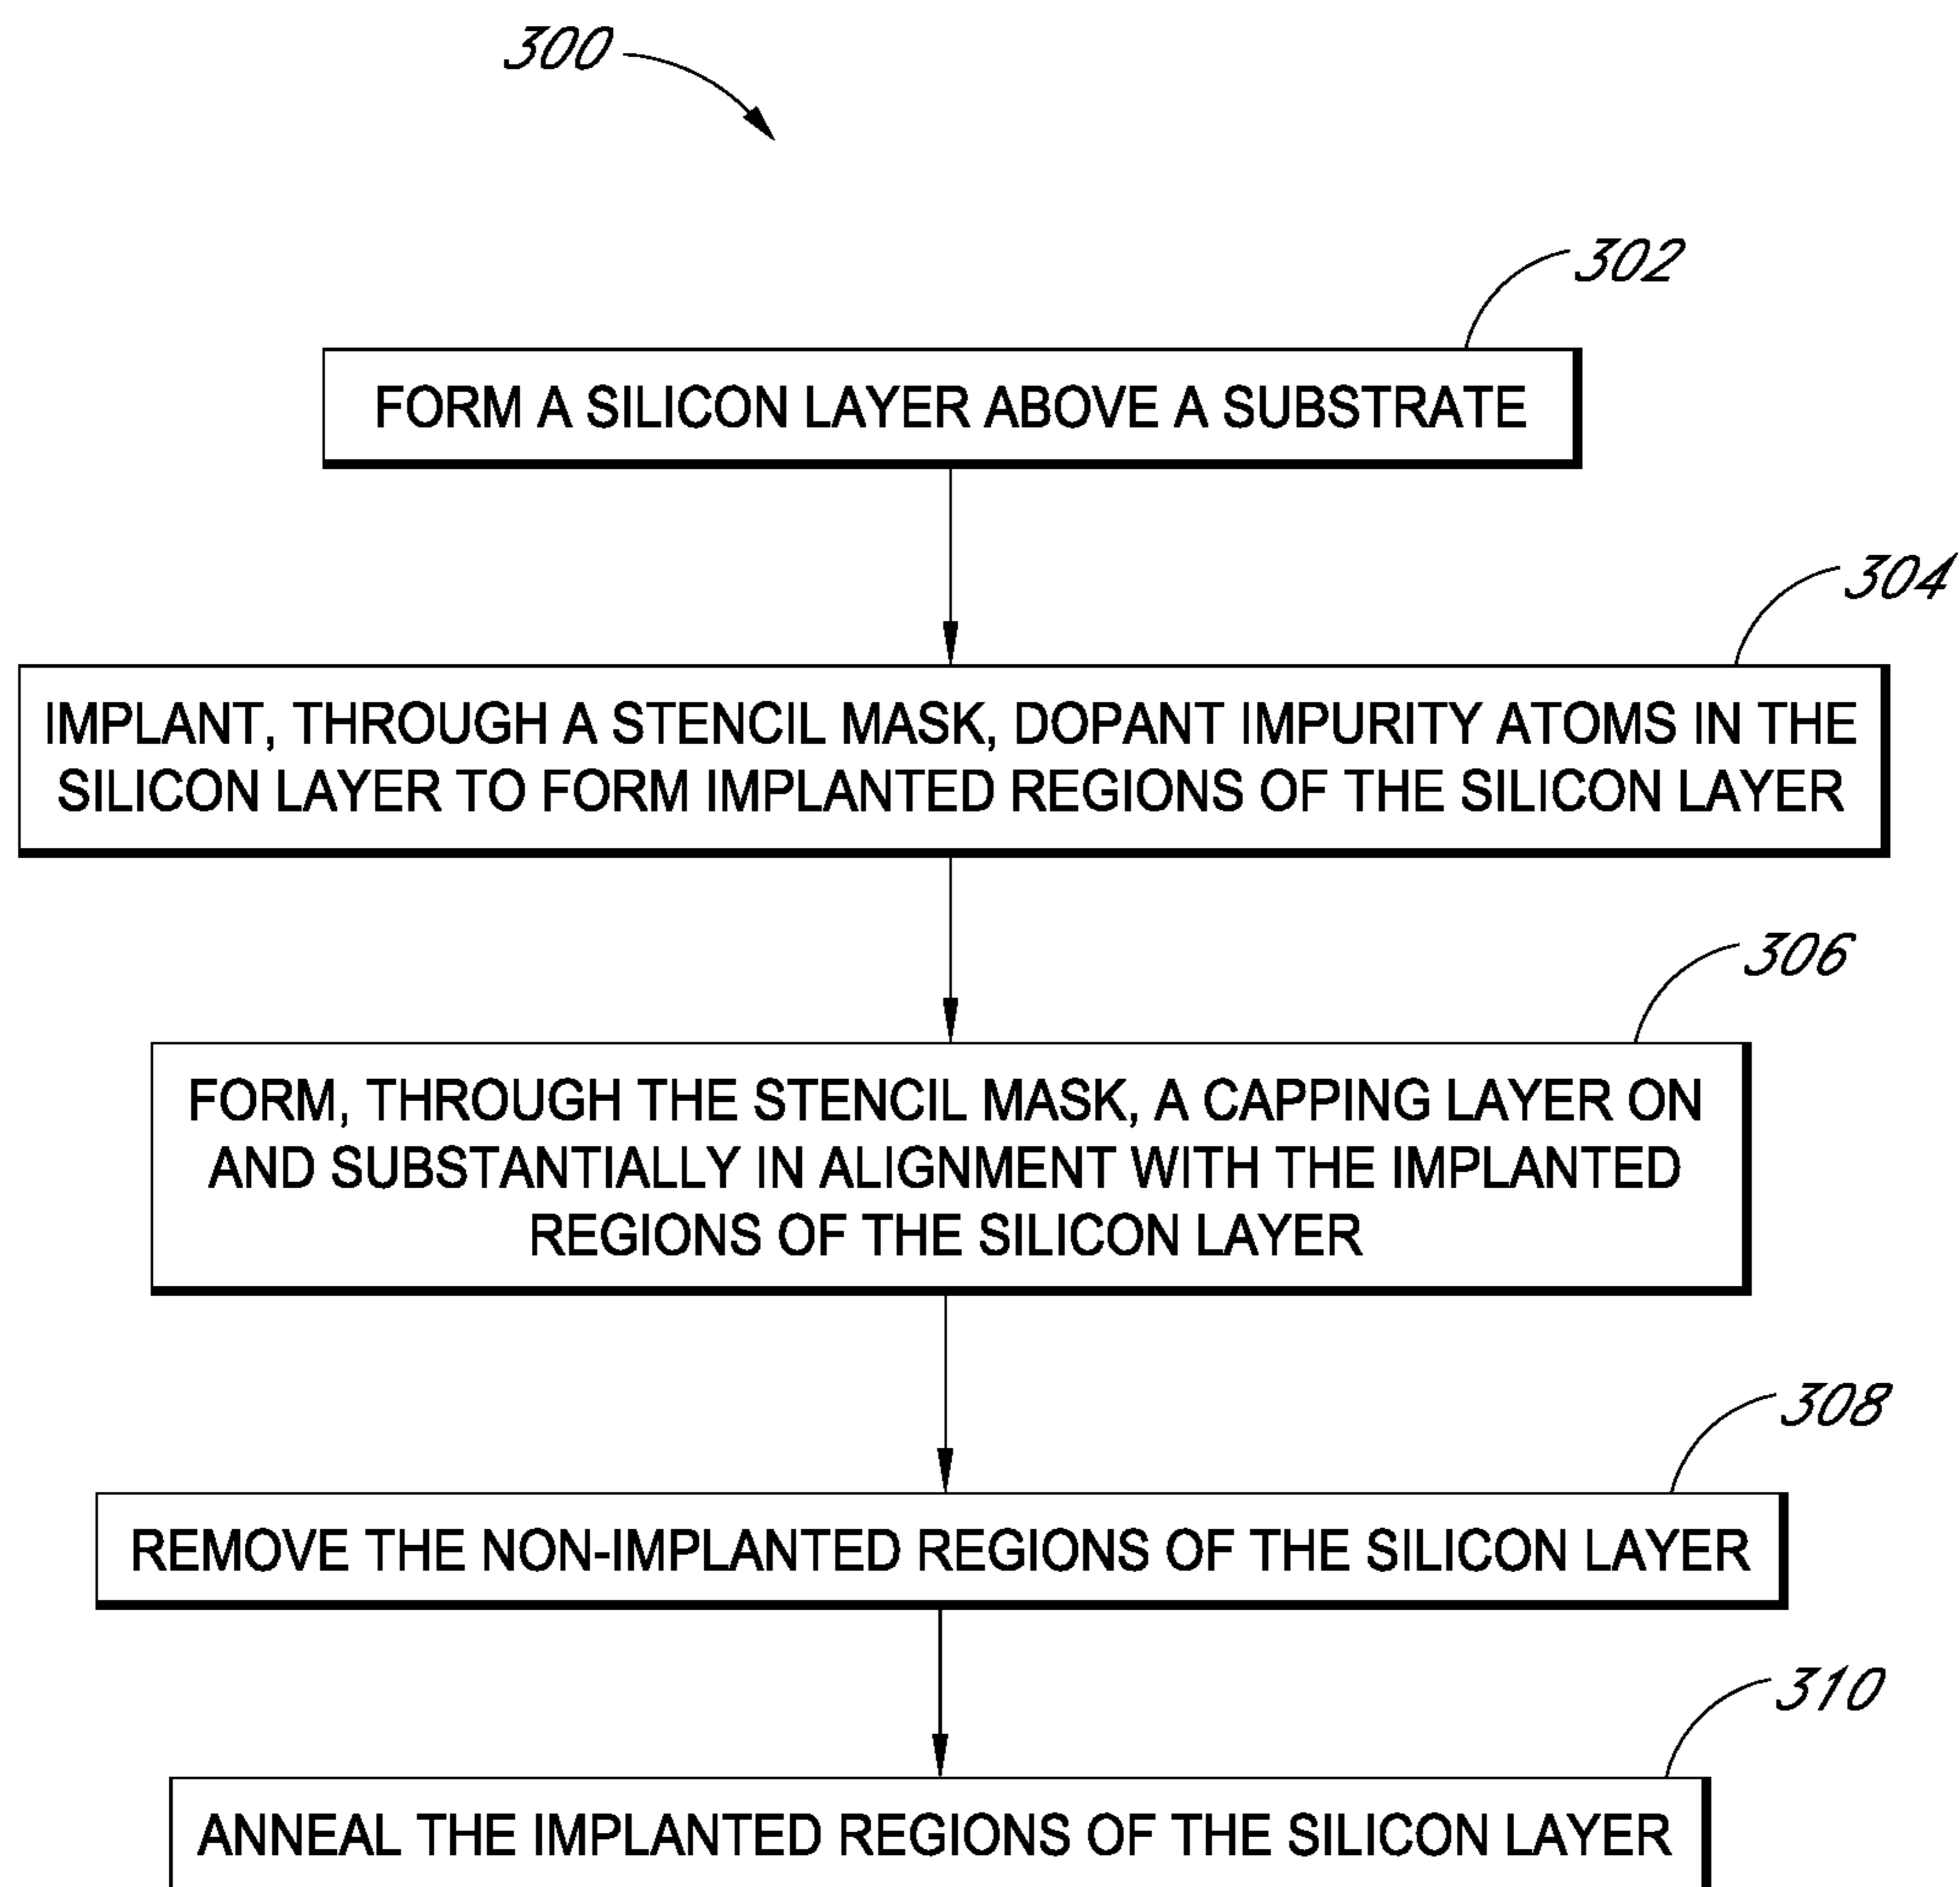 300
302
FORM A SILICON LAYER ABOVE A SUBSTRATE
304
IMPLANT, THROUGH A STENCIL MASK, DOPANT IMPURITY ATOMS IN THE
SILICON LAYER TO FORM IMPLANTED REGIONS OF THE SILICON LAYER
306
FORM, THROUGH THE STENCIL MASK, A CAPPING LAYER ON
AND SUBSTANTIALLY IN ALIGNMENT WITH THE IMPLANTED
REGIONS OF THE SILICON LAYER
308
REMOVE THE NON-IMPLANTED REGIONS OF THE SILICON LAYER
310
ANNEAL THE IMPLANTED REGIONS OF THE SILICON LAYER